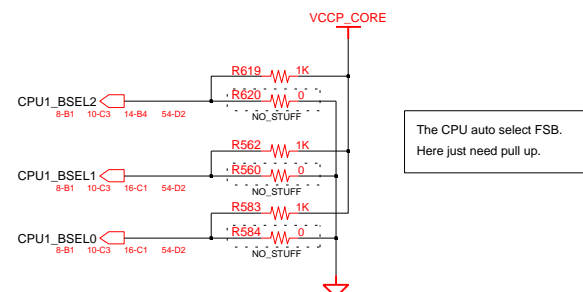 VCCP_CORE
R619 1K
R620 0
CPU1_BSEL2
8-B1 10-C3 14-B4 54-D2
NO_STUFF
The CPU auto select FSB.
Here just need pull up.
R562 1K
R560 0
CPU1_BSEL1
8-B1 10-C3 16-C1 54-D2
NO_STUFF
R583 1K
R584 0
CPU1_BSEL0
8-B1 10-C3 16-C1 54-D2
NO_STUFF